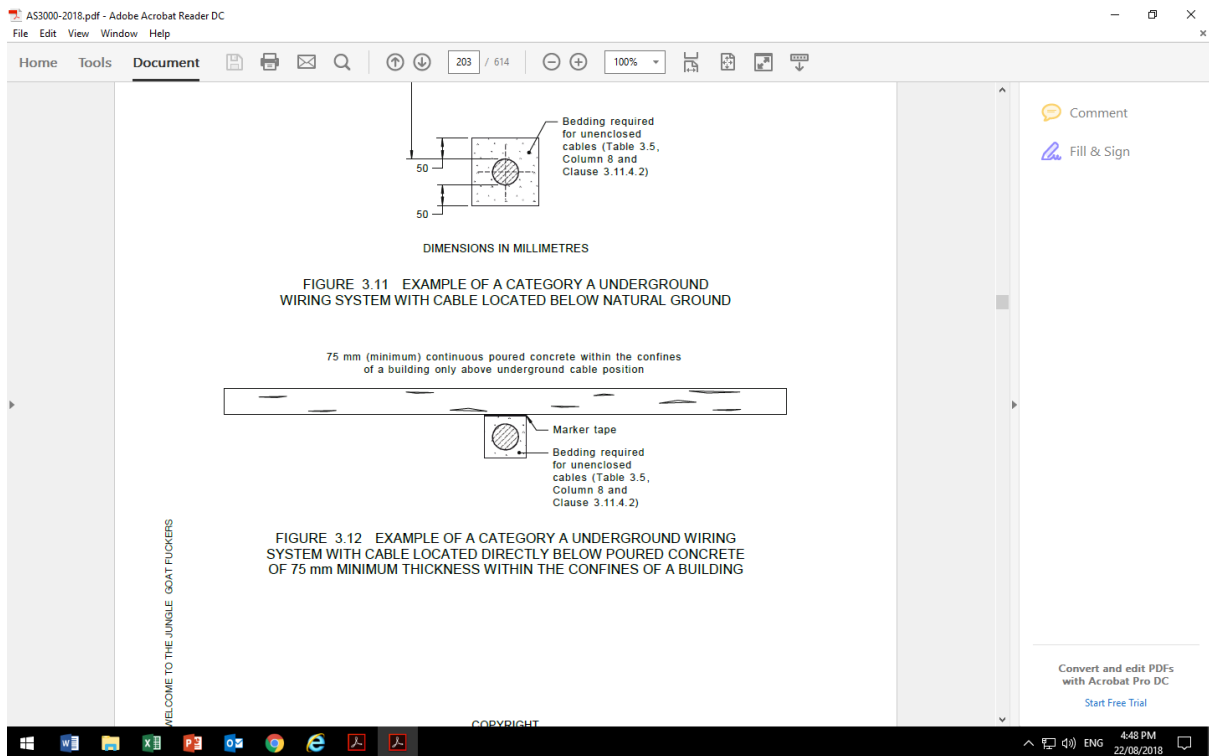 AS3000-2018.pdf - Adobe Acrobat Reader DC
File Edit View Window Help
Home Tools Document 203 / 614 100%
Bedding required
for unenclosed
cables (Table 3.5,
Column 8 and
Clause 3.11.4.2)
50
50
DIMENSIONS IN MILLIMETRES
FIGURE 3.11 EXAMPLE OF A CATEGORY A UNDERGROUND
WIRING SYSTEM WITH CABLE LOCATED BELOW NATURAL GROUND
75 mm (minimum) continuous poured concrete within the confines
of a building only above underground cable position
Marker tape
Bedding required
for unenclosed
cables (Table 3.5,
Column 8 and
Clause 3.11.4.2)
FIGURE 3.12 EXAMPLE OF A CATEGORY A UNDERGROUND WIRING
SYSTEM WITH CABLE LOCATED DIRECTLY BELOW POURED CONCRETE
OF 75 mm MINIMUM THICKNESS WITHIN THE CONFINES OF A BUILDING
WELCOME TO THE JUNGLE GOAT FUCKERS
COPYRIGHT
Comment
Fill & Sign
Convert and edit PDFs
with Acrobat Pro DC
Start Free Trial
ENG
4:48 PM
22/08/2018